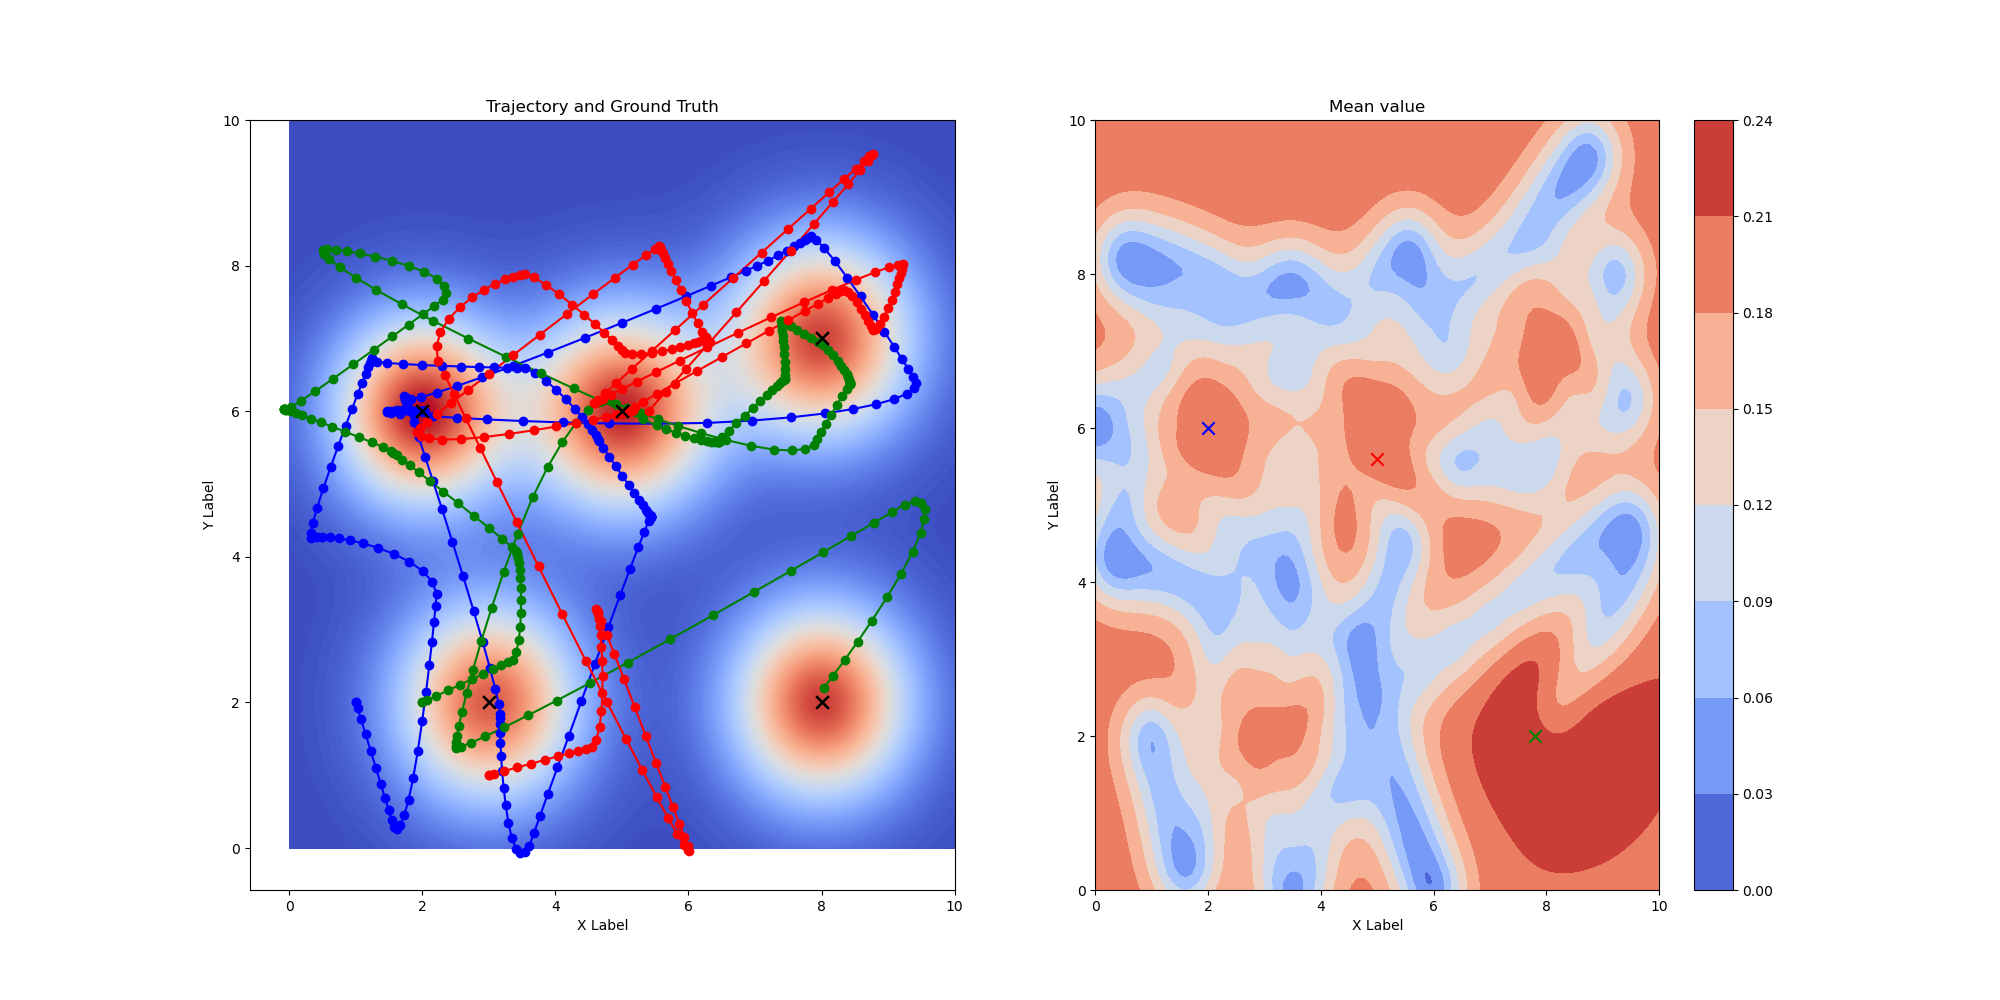 Trajectory and Ground Truth
Y Label
10
8
6
4
2
0
0 2 4 6 8 10
X Label
Mean value
Y Label
10
8
6
4
2
0
0 2 4 6 8 10
X Label
0.24
0.21
0.18
0.15
0.12
0.09
0.06
0.03
0.00